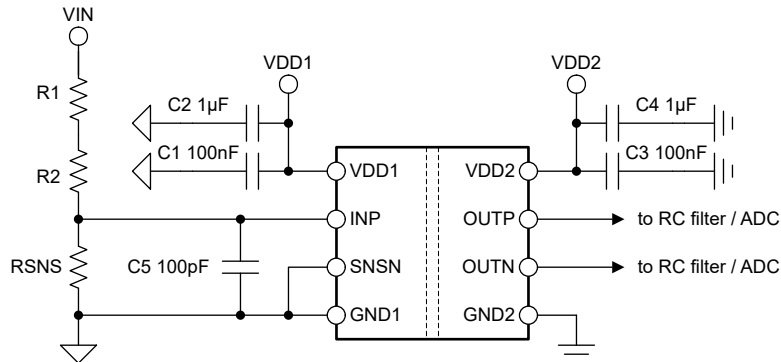 VIN
VDD1
VDD2
R1
C2 1µF
C4 1µF
C1 100nF
C3 100nF
R2
VDD1
VDD2
INP
OUTP
to RC filter / ADC
RSNS
C5 100pF
SNSN
OUTN
to RC filter / ADC
GND1
GND2